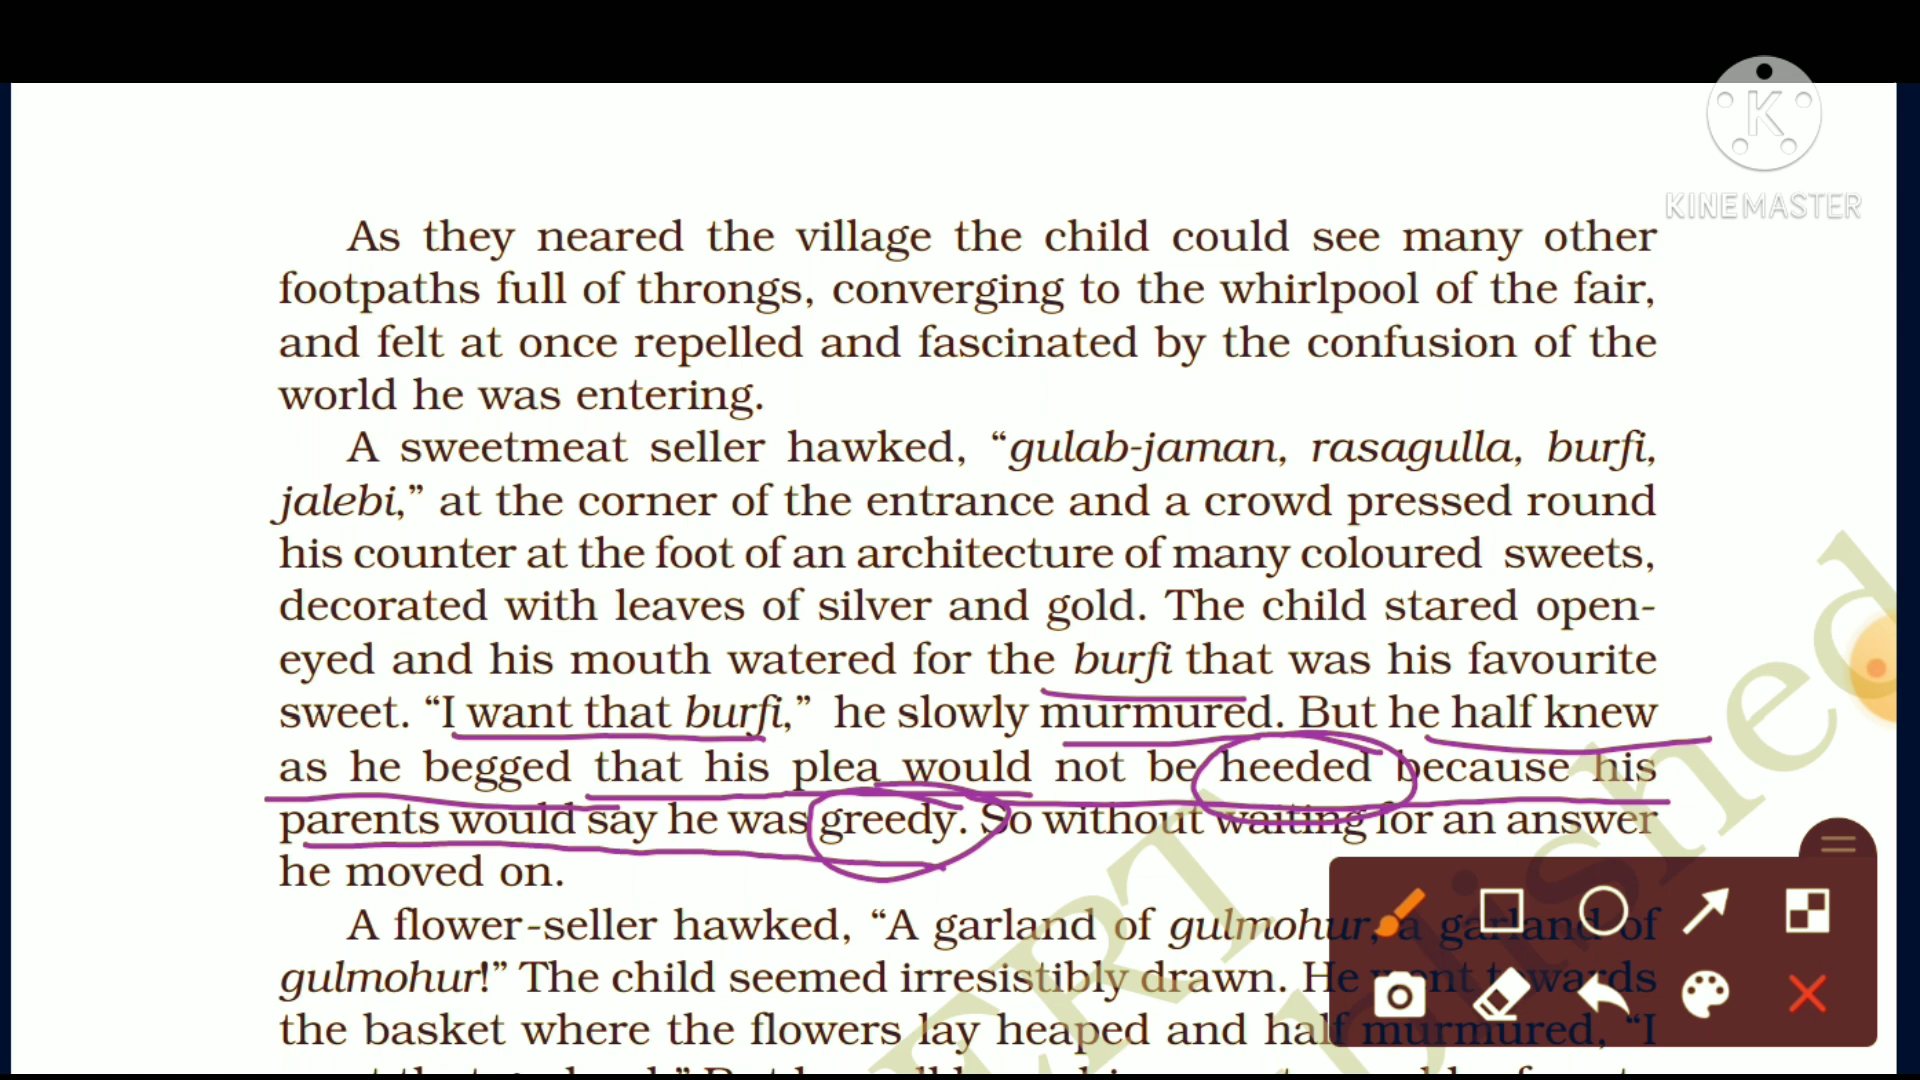 KINEMASTER
As they neared the village the child could see many other
footpaths full of throngs, converging to the whirlpool of the fair,
and felt at once repelled and fascinated by the confusion of the
world he was entering.
A sweetmeat seller hawked, “gulab-jaman, rasagulla, burfi,
jalebi,” at the corner of the entrance and a crowd pressed round
his counter at the foot of an architecture of many coloured sweets,
decorated with leaves of silver and gold. The child stared open-
eyed and his mouth watered for the burfi that was his favourite
sweet. “I want that burfi,” he slowly murmured. But he half knew
as he begged that his plea would not be heeded because his
parents would say he was greedy. So without waiting for an answer
he moved on.
A flower-seller hawked, “A garland of gulmohur, a garland of
gulmohur!” The child seemed irresistibly drawn. He went towards
the basket where the flowers lay heaped and half murmured, “I